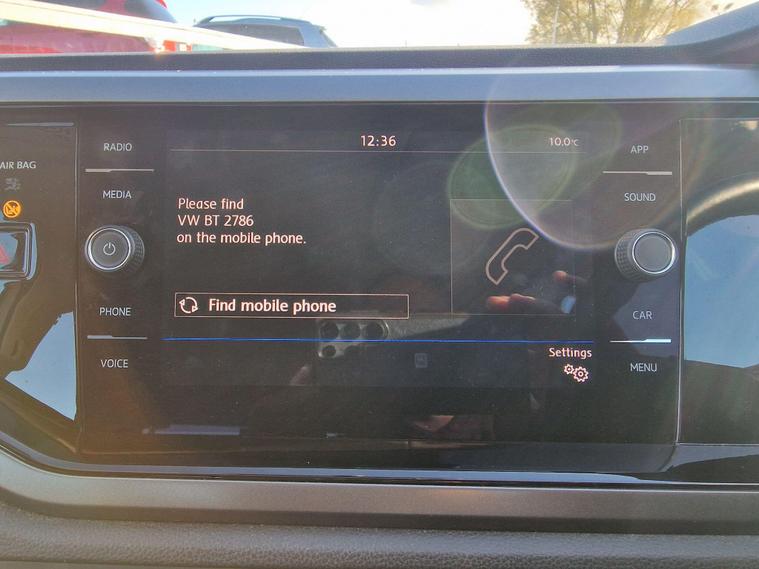 12:36
10.0°C
RADIO
MEDIA
PHONE
VOICE
AIR BAG
Please find
VW BT 2786
on the mobile phone.
Find mobile phone
Settings
APP
SOUND
CAR
MENU